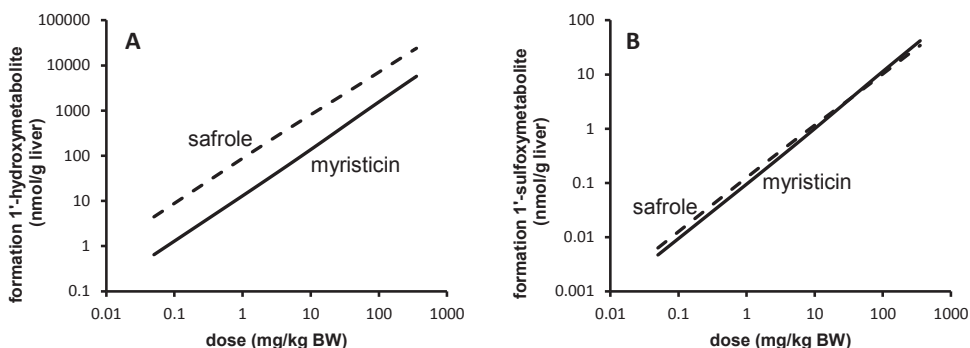 A
formation 1'-hydroxymetabolite
(nmol/g liver)
100000
10000
1000
100
10
1
0.1
safrole
myristicin
0.01
0.1
1
10
100
1000
dose (mg/kg BW)
B
formation 1'-sulfoxymetabolite
(nmol/g liver)
100
10
1
0.1
0.01
0.001
safrole
myristicin
0.01
0.1
1
10
100
1000
dose (mg/kg BW)